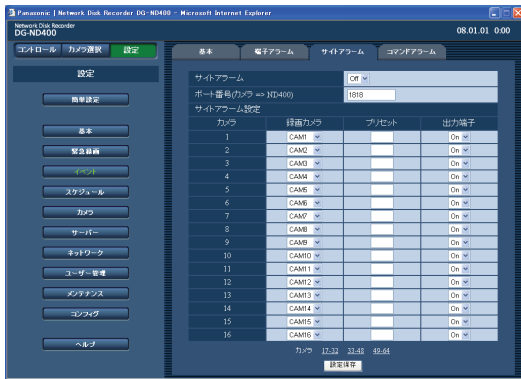 Panasonic | Network Disk Recorder DG-ND400 - Microsoft Internet Explorer
Network Disk Recorder
DG-ND400
08.01.01 0:00
コントロール カメラ選択 設定
基本 端子アラーム サイトアラーム コマンドアラーム
設定
簡単設定
基本
緊急録画
イベント
スケジュール
カメラ
サーバー
ネットワーク
ユーザー管理
メンテナンス
コンフィグ
ヘルプ
サイトアラーム Off
ポート番号(カメラ => ND400) 1818
サイトアラーム設定
カメラ 録画カメラ プリセット 出力端子
1 CAM1 On
2 CAM2 On
3 CAM3 On
4 CAM4 On
5 CAM5 On
6 CAM6 On
7 CAM7 On
8 CAM8 On
9 CAM9 On
10 CAM10 On
11 CAM11 On
12 CAM12 On
13 CAM13 On
14 CAM14 On
15 CAM15 On
16 CAM16 On
カメラ 17-32 33-48 49-64
設定保存